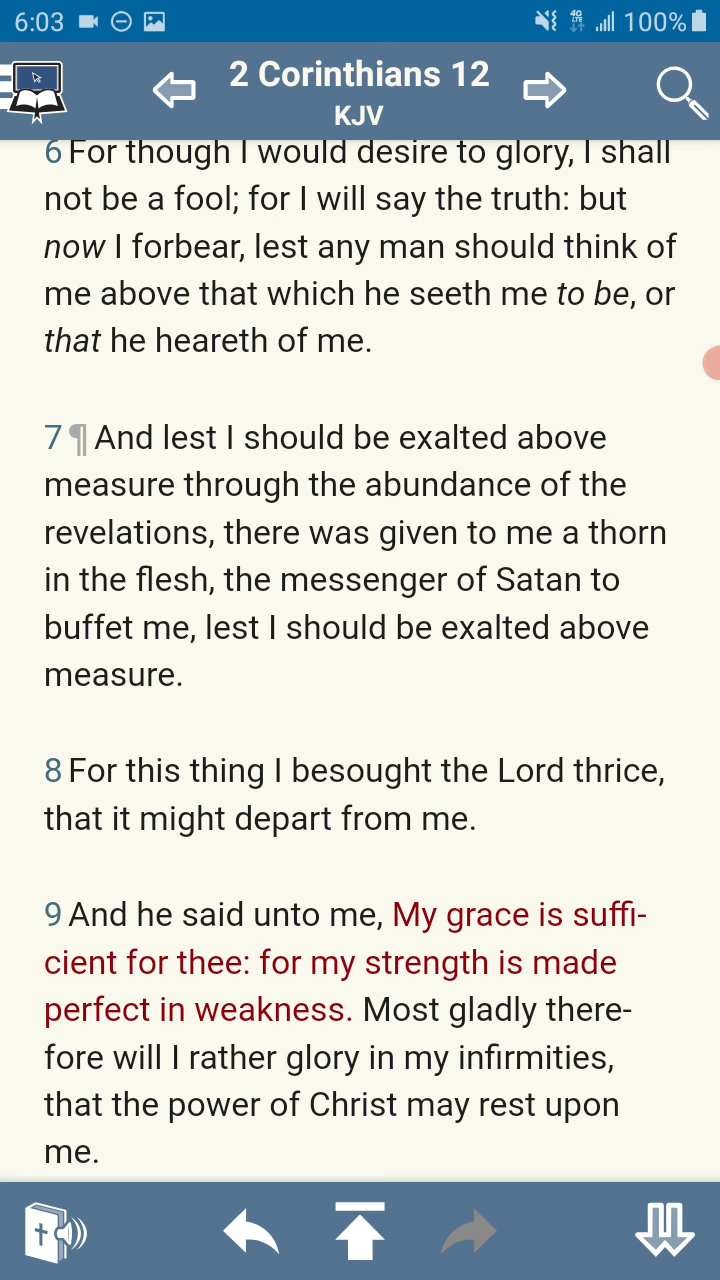 6:03
4G
LTE
100%
2 Corinthians 12
KJV
6 For though I would desire to glory, I shall
not be a fool; for I will say the truth: but
now I forbear, lest any man should think of
me above that which he seeth me to be, or
that he heareth of me.
7 ¶ And lest I should be exalted above
measure through the abundance of the
revelations, there was given to me a thorn
in the flesh, the messenger of Satan to
buffet me, lest I should be exalted above
measure.
8 For this thing I besought the Lord thrice,
that it might depart from me.
9 And he said unto me, My grace is suffi-
cient for thee: for my strength is made
perfect in weakness. Most gladly there-
fore will I rather glory in my infirmities,
that the power of Christ may rest upon
me.